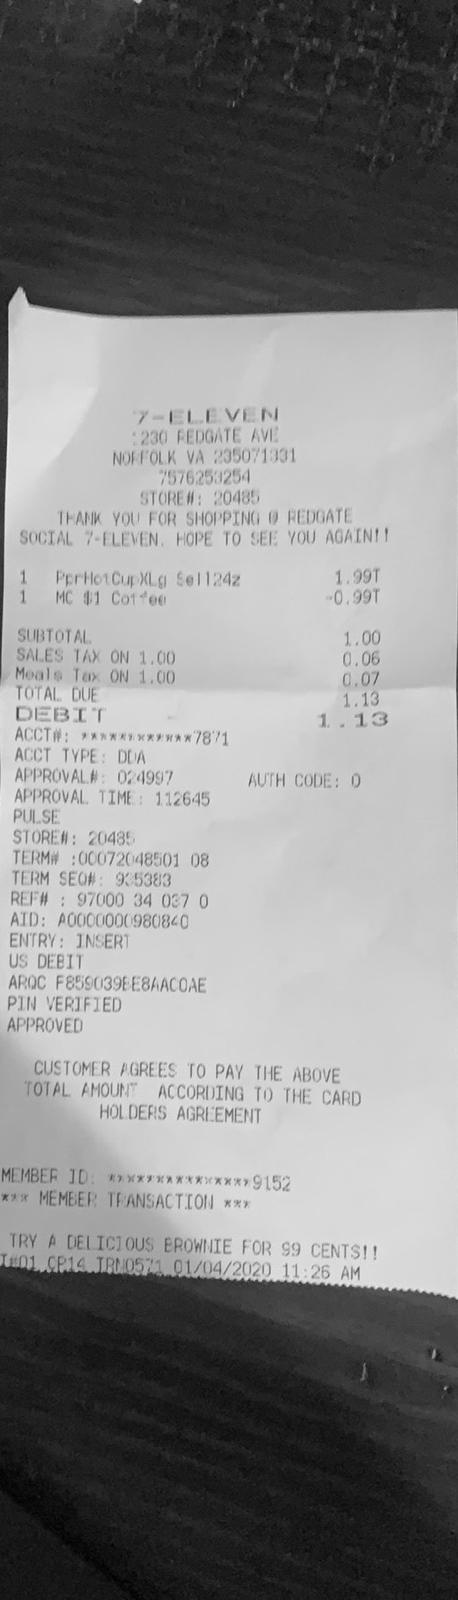 7-ELEVEN
1230 REDGATE AVE
NORFOLK VA 235071331
7576253254
STORE#: 20485
THANK YOU FOR SHOPPING @ REDGATE
SOCIAL 7-ELEVEN. HOPE TO SEE YOU AGAIN!!
1 PprHotCupXLg Sell24z 1.99T
1 MC $1 Coffee -0.99T
SUBTOTAL 1.00
SALES TAX ON 1.00 0.06
Meals Tax ON 1.00 0.07
TOTAL DUE 1.13
DEBIT 1.13
ACCT#: ************7871
ACCT TYPE: DDA
APPROVAL#: 024997 AUTH CODE: 0
APPROVAL TIME: 112645
PULSE
STORE#: 20485
TERM# :00072048501 08
TERM SEQ#: 935383
REF# : 97000 34 037 0
AID: A0000000980840
ENTRY: INSERT
US DEBIT
ARQC F859039BE8AAC0AE
PIN VERIFIED
APPROVED
CUSTOMER AGREES TO PAY THE ABOVE
TOTAL AMOUNT ACCORDING TO THE CARD
HOLDERS AGREEMENT
MEMBER ID: ***************9152
*** MEMBER TRANSACTION ***
TRY A DELICIOUS BROWNIE FOR 99 CENTS!!
T#01 CP14 TRN0571 01/04/2020 11:26 AM